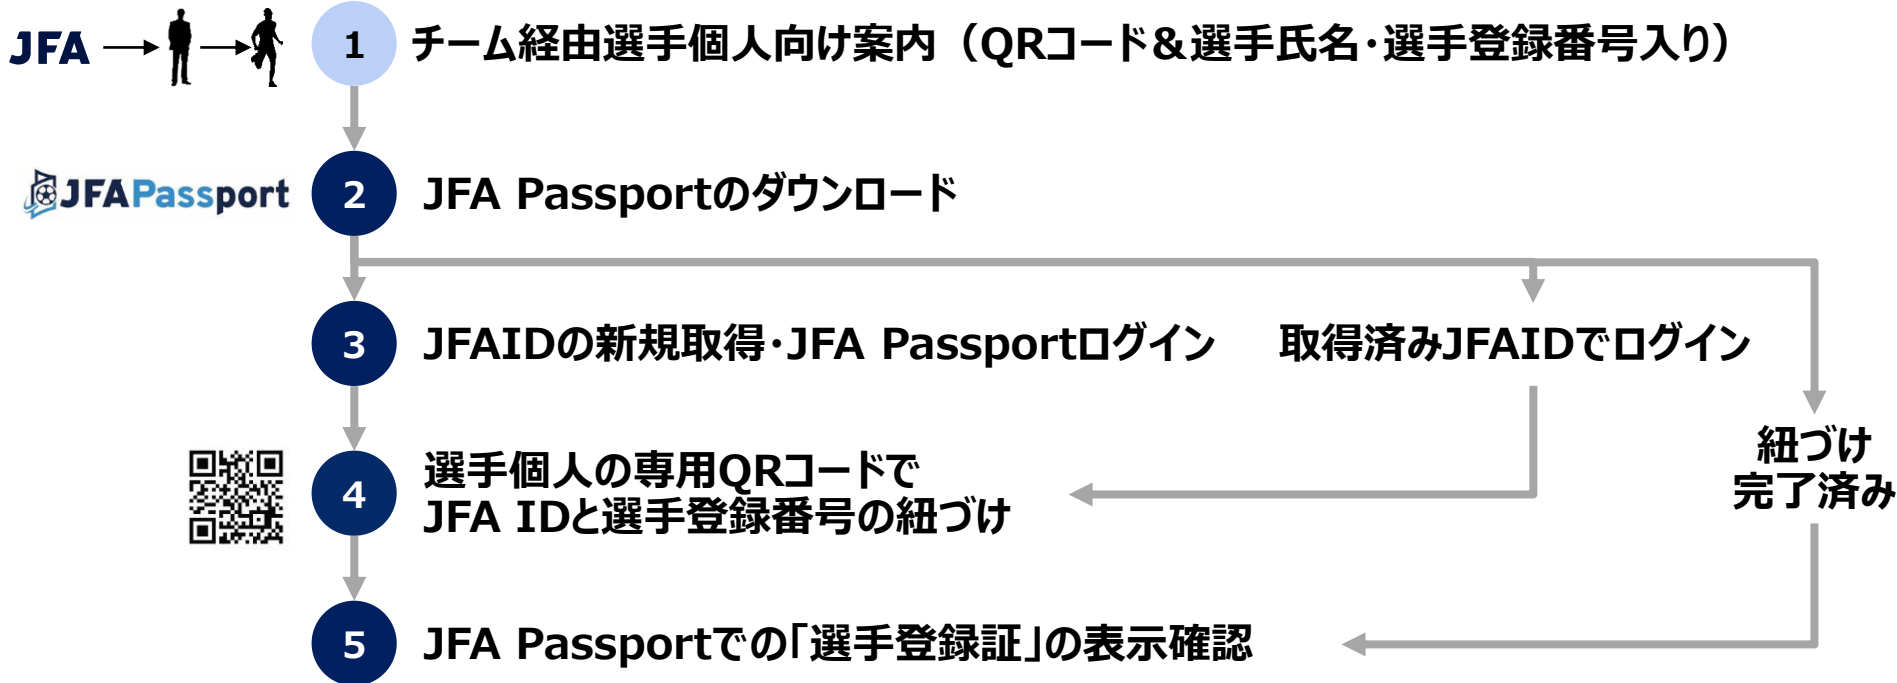 JFA
1
チーム経由選手個人向け案内（QRコード&選手氏名・選手登録番号入り）
JFAPassport
2
JFA Passportのダウンロード
3
JFAIDの新規取得・JFA Passportログイン
取得済みJFAIDでログイン
4
選手個人の専用QRコードで
JFA IDと選手登録番号の紐づけ
紐づけ
完了済み
5
JFA Passportでの「選手登録証」の表示確認